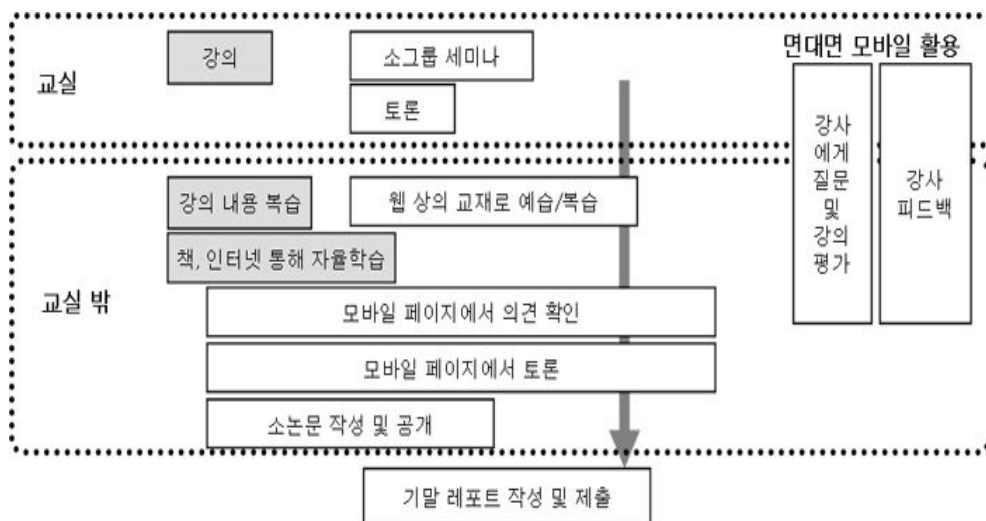 면대면 모바일 활용
교실
강의
소그룹 세미나
토론
강사
에게
질문
및
강의
평가
강사
피드백
교실 밖
강의 내용 복습
웹 상의 교재로 예습/복습
책, 인터넷 통해 자율학습
모바일 페이지에서 의견 확인
모바일 페이지에서 토론
소논문 작성 및 공개
기말 레포트 작성 및 제출